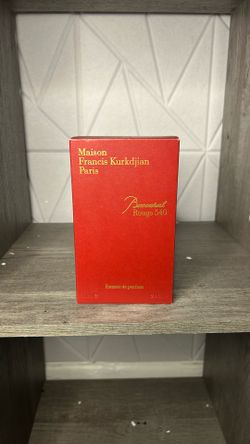 Maison
Francis Kurkdjian
Paris
Baccarat
Rouge 540
Extrait de parfum